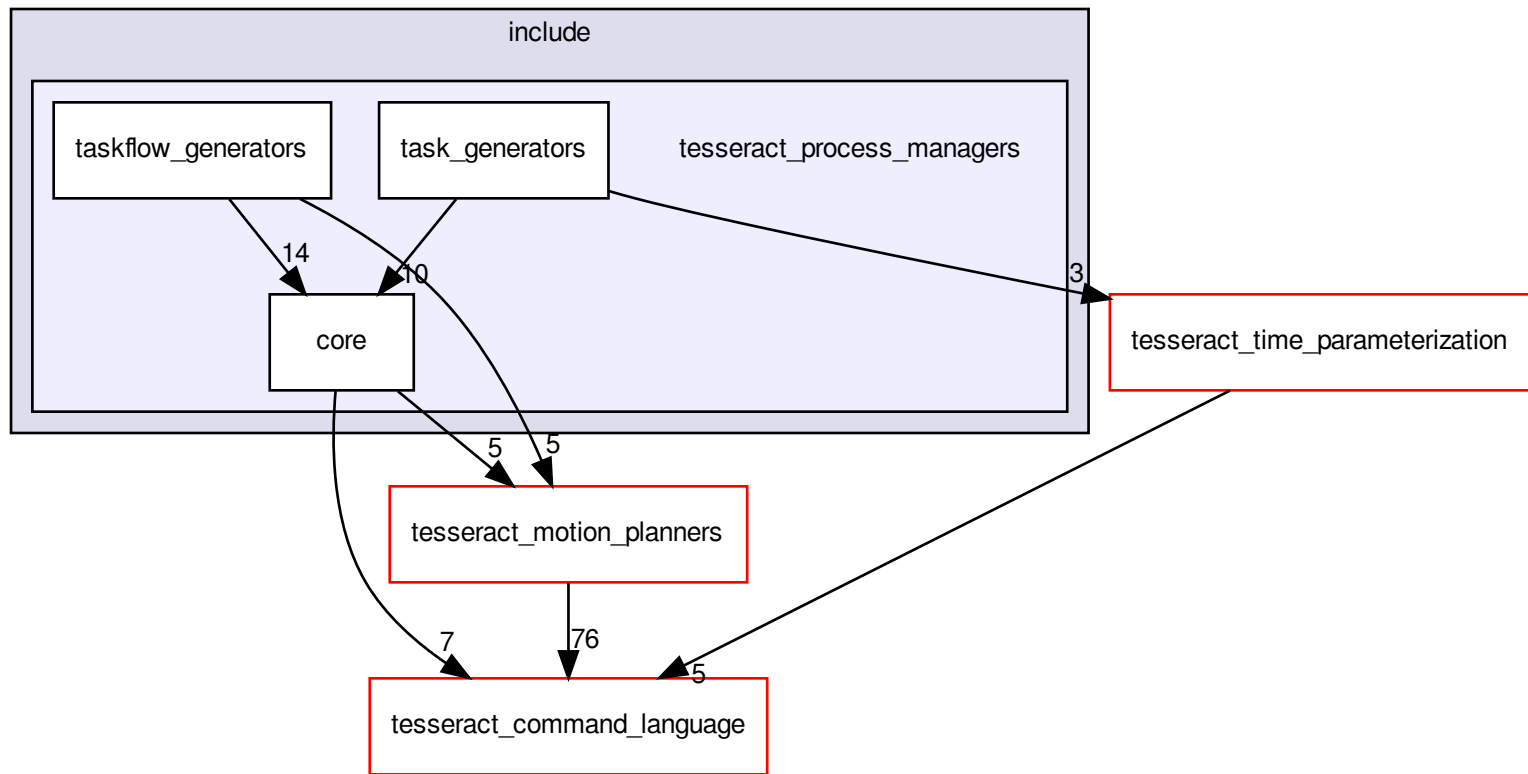 include
taskflow_generators
task_generators
tesseract_process_managers
14
10
3
core
tesseract_time_parameterization
5
5
tesseract_motion_planners
7
76
5
tesseract_command_language